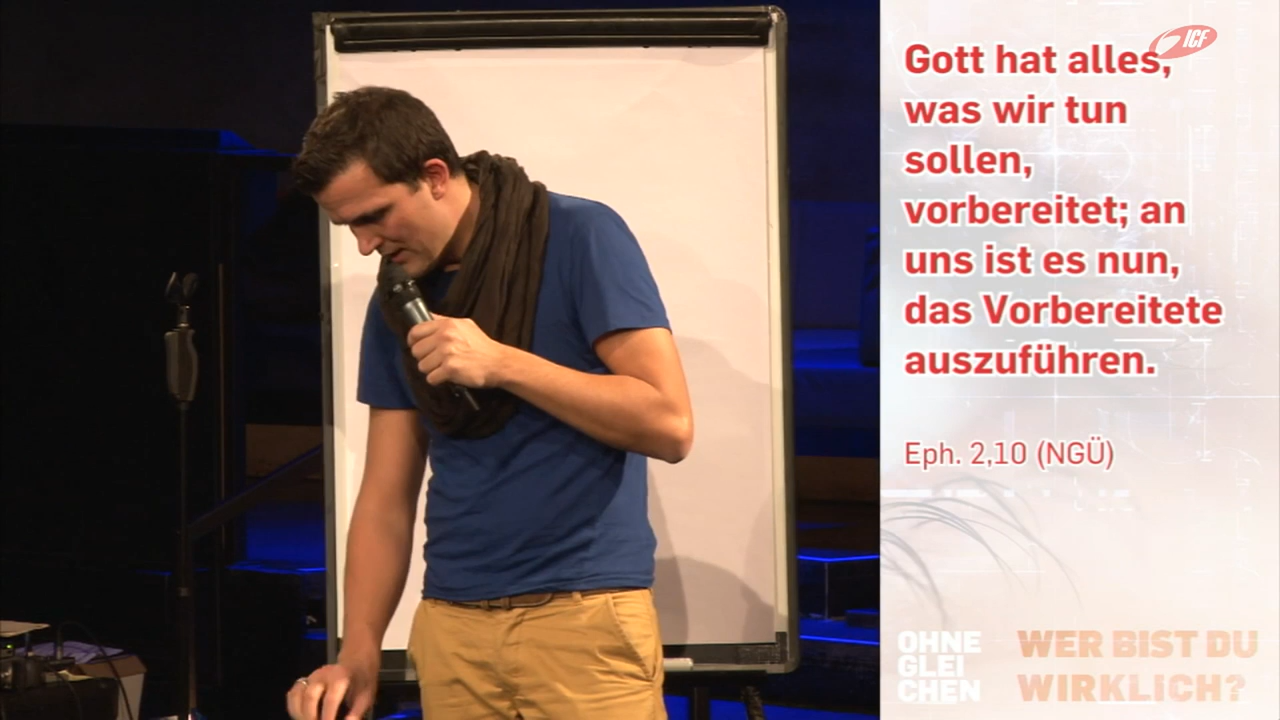 ICF
Gott hat alles,
was wir tun
sollen,
vorbereitet; an
uns ist es nun,
das Vorbereitete
auszuführen.
Eph. 2,10 (NGÜ)
OHNE
GLEI
CHEN
WER BIST DU
WIRKLICH?